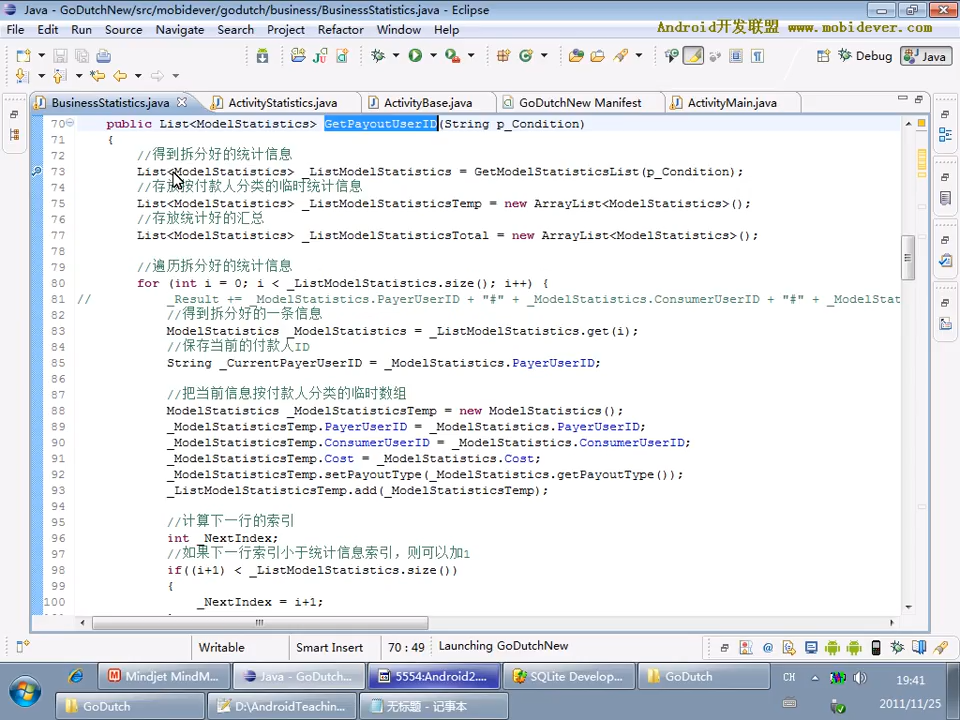 Java - GoDutchNew/src/mobidever/godutch/business/BusinessStatistics.java - Eclipse
File Edit Source Navigate Search Project Refactor Window Help
Android开发联盟 www.mobidever.com
Debug Java
BusinessStatistics.java ActivityStatistics.java ActivityBase.java GoDutchNew Manifest ActivityMain.java
70 public List<ModelStatistics> GetPayoutUserID(String p_Condition)
71 {
72 //得到拆分好的统计信息
73 List<ModelStatistics> _ListModelStatistics = GetModelStatisticsList(p_Condition);
74 //存放按付款人分类的临时统计信息
75 List<ModelStatistics> _ListModelStatisticsTemp = new ArrayList<ModelStatistics>();
76 //存放统计好的汇总
77 List<ModelStatistics> _ListModelStatisticsTotal = new ArrayList<ModelStatistics>();
78
79 //遍历拆分好的统计信息
80 for (int i = 0; i < _ListModelStatistics.size(); i++) {
81 // _Result += _ModelStatistics.PayerUserID + "#" + _ModelStatistics.ConsumerUserID + "#" + _ModelStat
82 //得到拆分好的一条信息
83 ModelStatistics _ModelStatistics = _ListModelStatistics.get(i);
84 //保存当前的付款人ID
85 String _CurrentPayerUserID = _ModelStatistics.PayerUserID;
86
87 //把当前信息按付款人分类的临时数组
88 ModelStatistics _ModelStatisticsTemp = new ModelStatistics();
89 _ModelStatisticsTemp.PayerUserID = _ModelStatistics.PayerUserID;
90 _ModelStatisticsTemp.ConsumerUserID = _ModelStatistics.ConsumerUserID;
91 _ModelStatisticsTemp.Cost = _ModelStatistics.Cost;
92 _ModelStatisticsTemp.setPayoutType(_ModelStatistics.getPayoutType());
93 _ListModelStatisticsTemp.add(_ModelStatisticsTemp);
94
95 //计算下一行的索引
96 int _NextIndex;
97 //如果下一行索引小于统计信息索引，则可以加1
98 if((i+1) < _ListModelStatistics.size())
99 {
100 _NextIndex = i+1;
Writable Smart Insert 70 : 49 Launching GoDutchNew
Mindjet MindM... Java - GoDutch... 5554:Android2.... SQLite Develop... GoDutch CH 19:41
GoDutch D:\AndroidTeachin... 无标题 - 记事本 2011/11/25